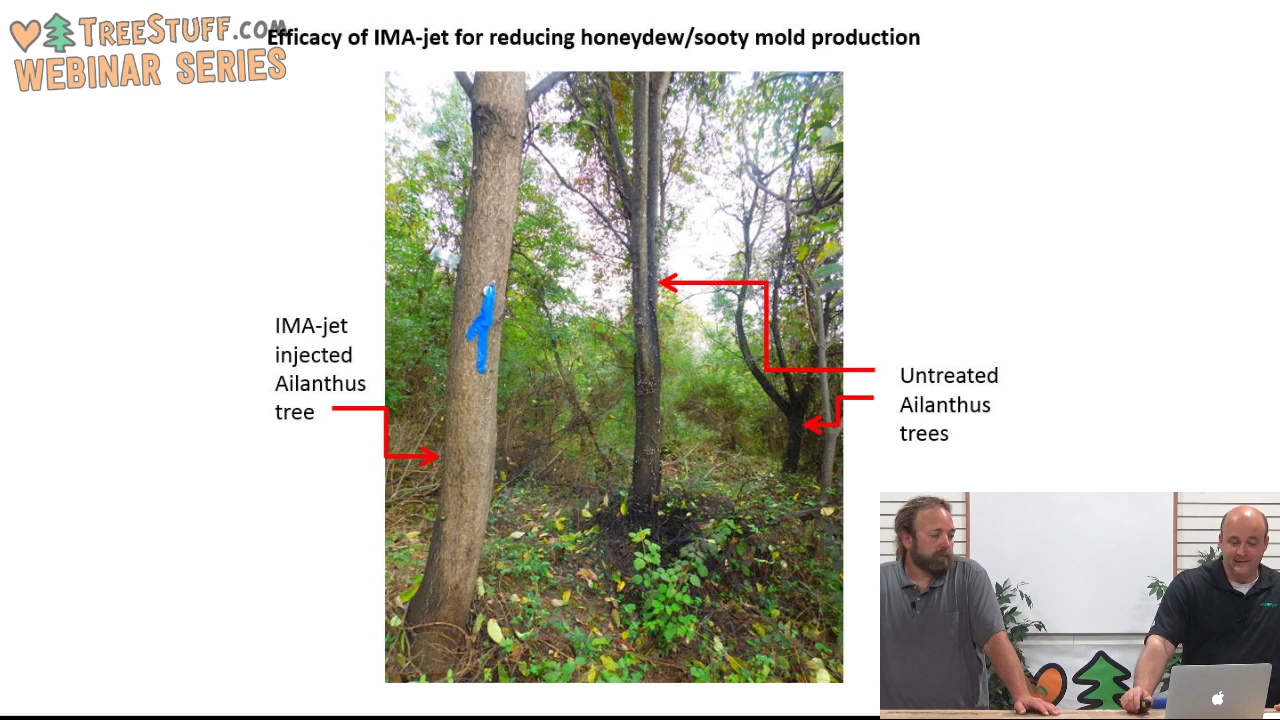 TREESTUFF.COM
WEBINAR SERIES
Efficacy of IMA-jet for reducing honeydew/sooty mold production
IMA-jet
injected
Ailanthus
tree
Untreated
Ailanthus
trees